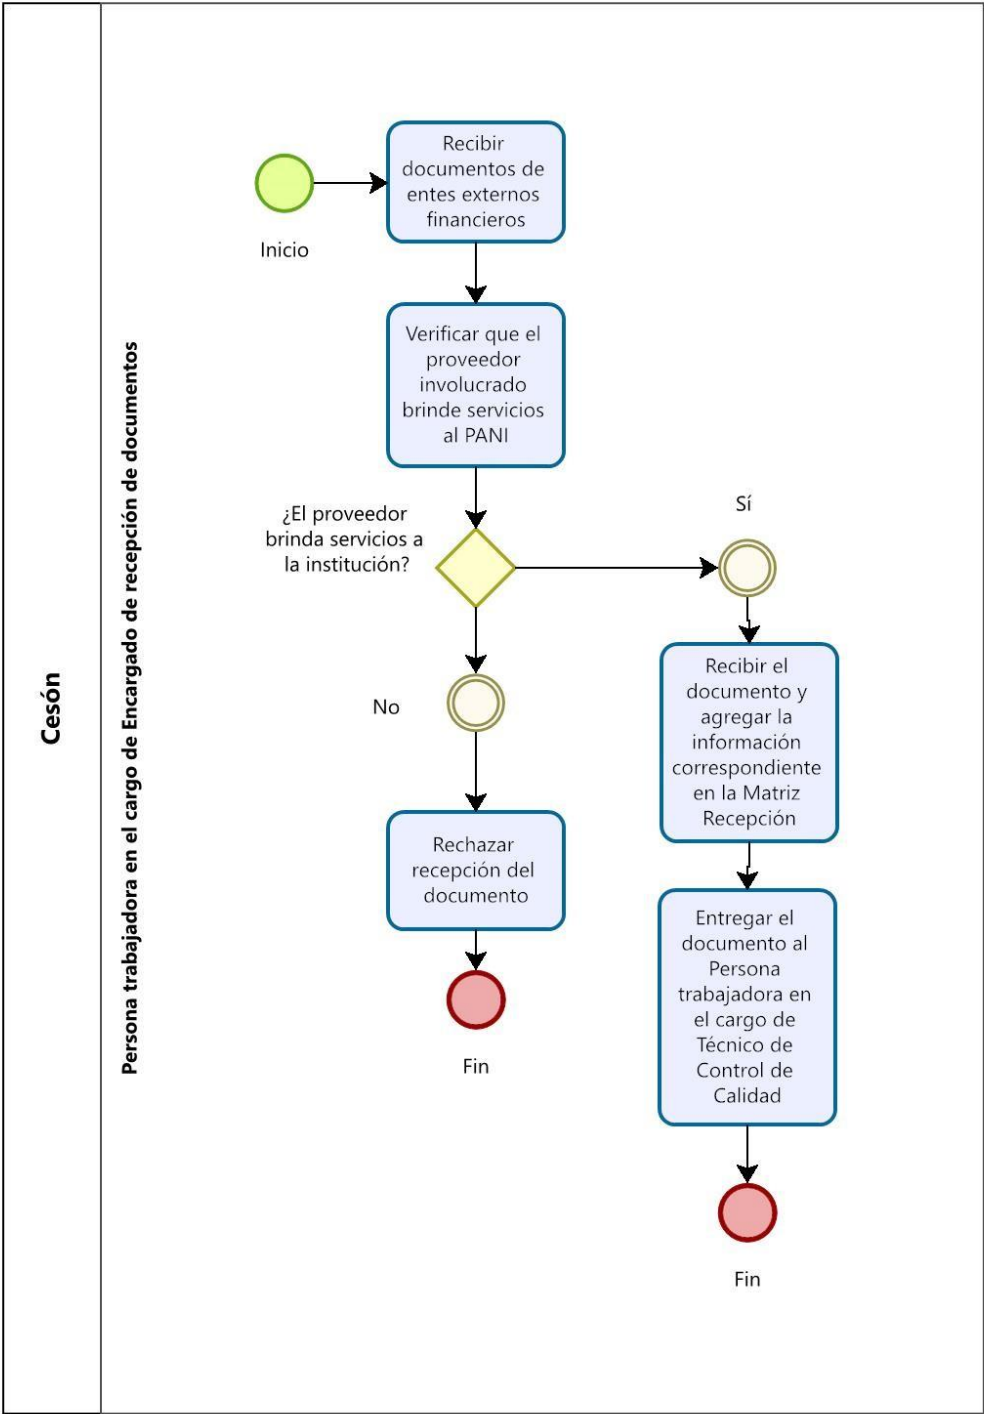 Cesón
Persona trabajadora en el cargo de Encargado de recepción de documentos
Inicio
Recibir
documentos de
entes externos
financieros
Verificar que el
proveedor
involucrado
brinde servicios
al PANI
¿El proveedor
brinda servicios a
la institución?
Sí
No
Recibir el
documento y
agregar la
información
correspondiente
en la Matriz
Recepción
Rechazar
recepción del
documento
Entregar el
documento al
Persona
trabajadora en
el cargo de
Técnico de
Control de
Calidad
Fin
Fin